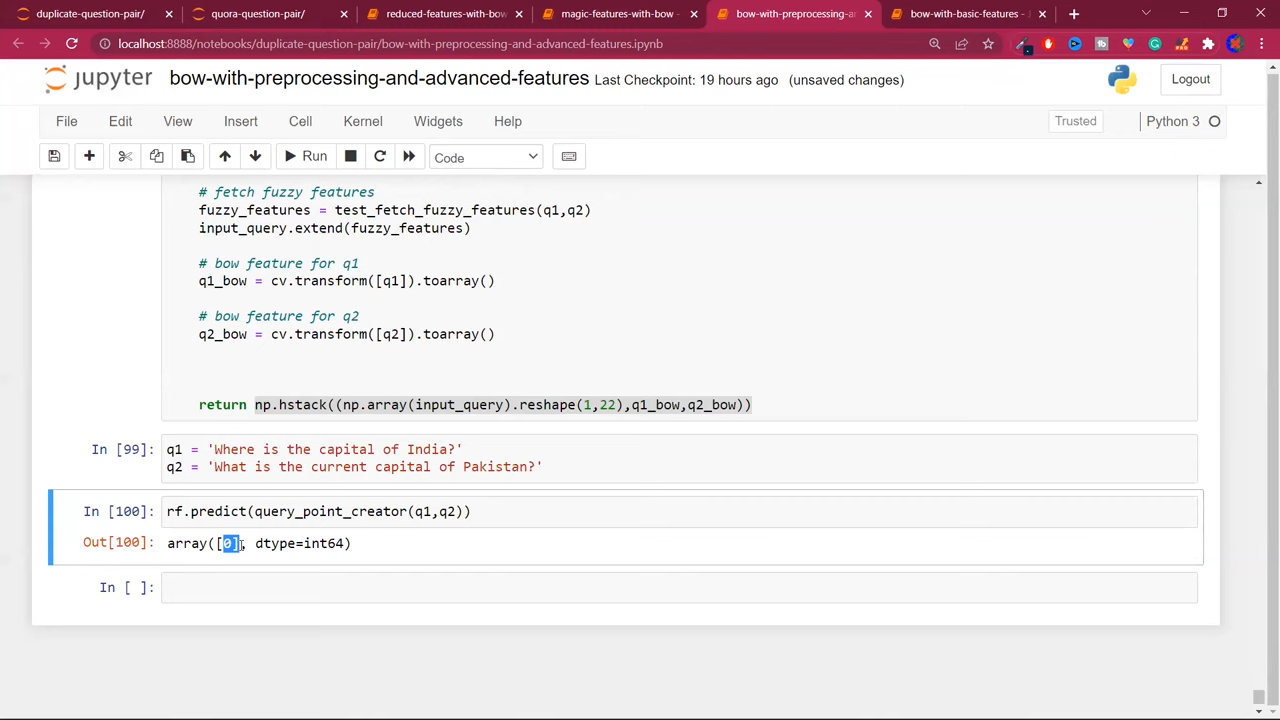 duplicate-question-pair/
quora-question-pair/
reduced-features-with-bow
magic-features-with-bow -
bow-with-preprocessing-a
bow-with-basic-features - J
localhost:8888/notebooks/duplicate-question-pair/bow-with-preprocessing-and-advanced-features.ipynb
jupyter bow-with-preprocessing-and-advanced-features Last Checkpoint: 19 hours ago (unsaved changes) Logout
File Edit View Insert Cell Kernel Widgets Help Trusted Python 3
Run Code
# fetch fuzzy features
fuzzy_features = test_fetch_fuzzy_features(q1,q2)
input_query.extend(fuzzy_features)
# bow feature for q1
q1_bow = cv.transform([q1]).toarray()
# bow feature for q2
q2_bow = cv.transform([q2]).toarray()
return np.hstack((np.array(input_query).reshape(1,22),q1_bow,q2_bow))
In [99]: q1 = 'Where is the capital of India?'
q2 = 'What is the current capital of Pakistan?'
In [100]: rf.predict(query_point_creator(q1,q2))
Out[100]: array([0], dtype=int64)
In [ ]: